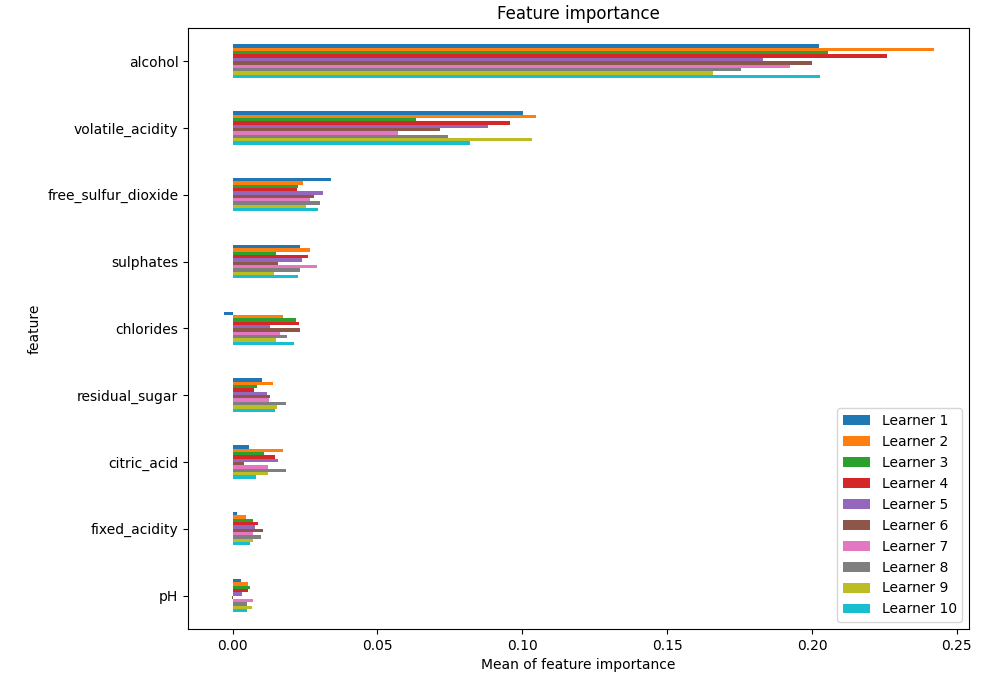 Feature importance
alcohol
volatile_acidity
free_sulfur_dioxide
sulphates
chlorides
residual_sugar
citric_acid
fixed_acidity
pH
feature
0.00 0.05 0.10 0.15 0.20 0.25
Mean of feature importance
Learner 1
Learner 2
Learner 3
Learner 4
Learner 5
Learner 6
Learner 7
Learner 8
Learner 9
Learner 10